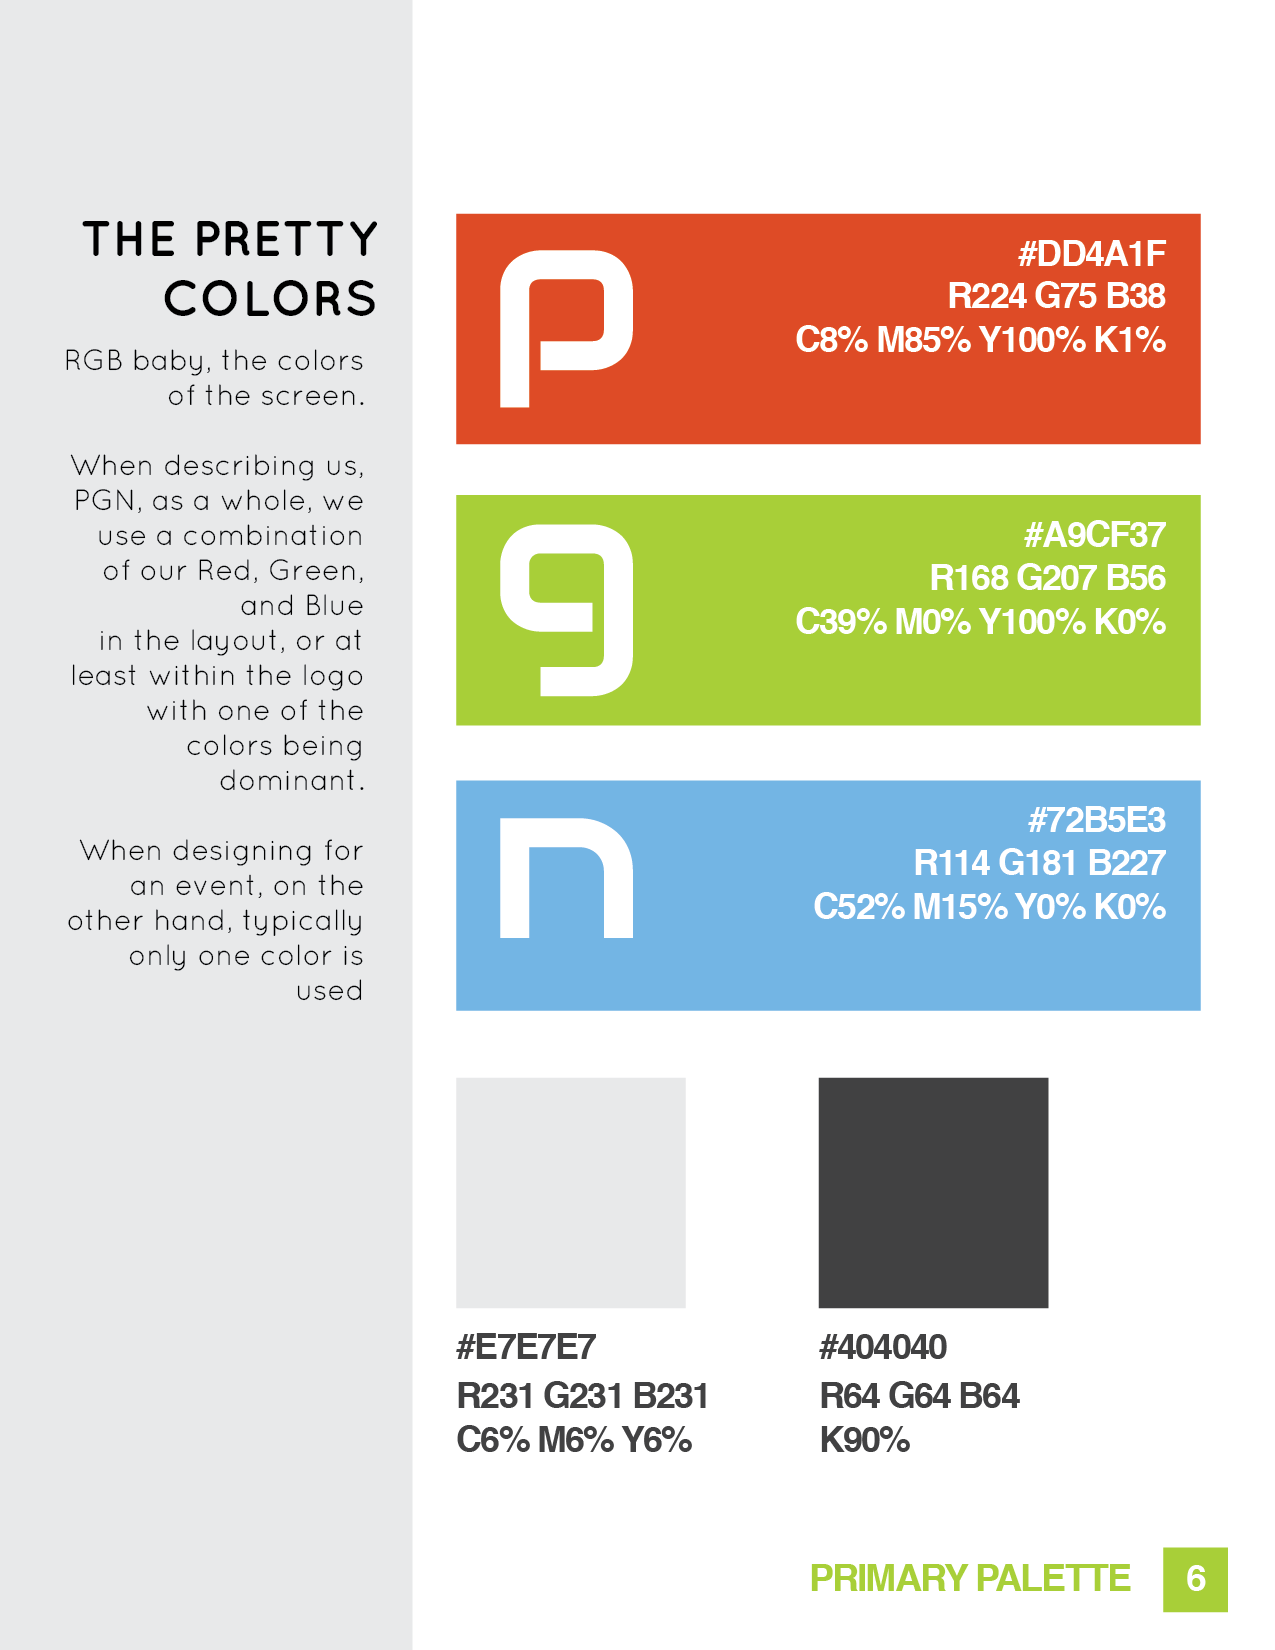 THE PRETTY
COLORS
RGB baby, the colors
of the screen.
When describing us,
PGN, as a whole, we
use a combination
of our Red, Green,
and Blue
in the layout, or at
least within the logo
with one of the
colors being
dominant.
When designing for
an event, on the
other hand, typically
only one color is
used
p
#DD4A1F
R224 G75 B38
C8% M85% Y100% K1%
g
#A9CF37
R168 G207 B56
C39% M0% Y100% K0%
n
#72B5E3
R114 G181 B227
C52% M15% Y0% K0%
#E7E7E7
R231 G231 B231
C6% M6% Y6%
#404040
R64 G64 B64
K90%
PRIMARY PALETTE 6